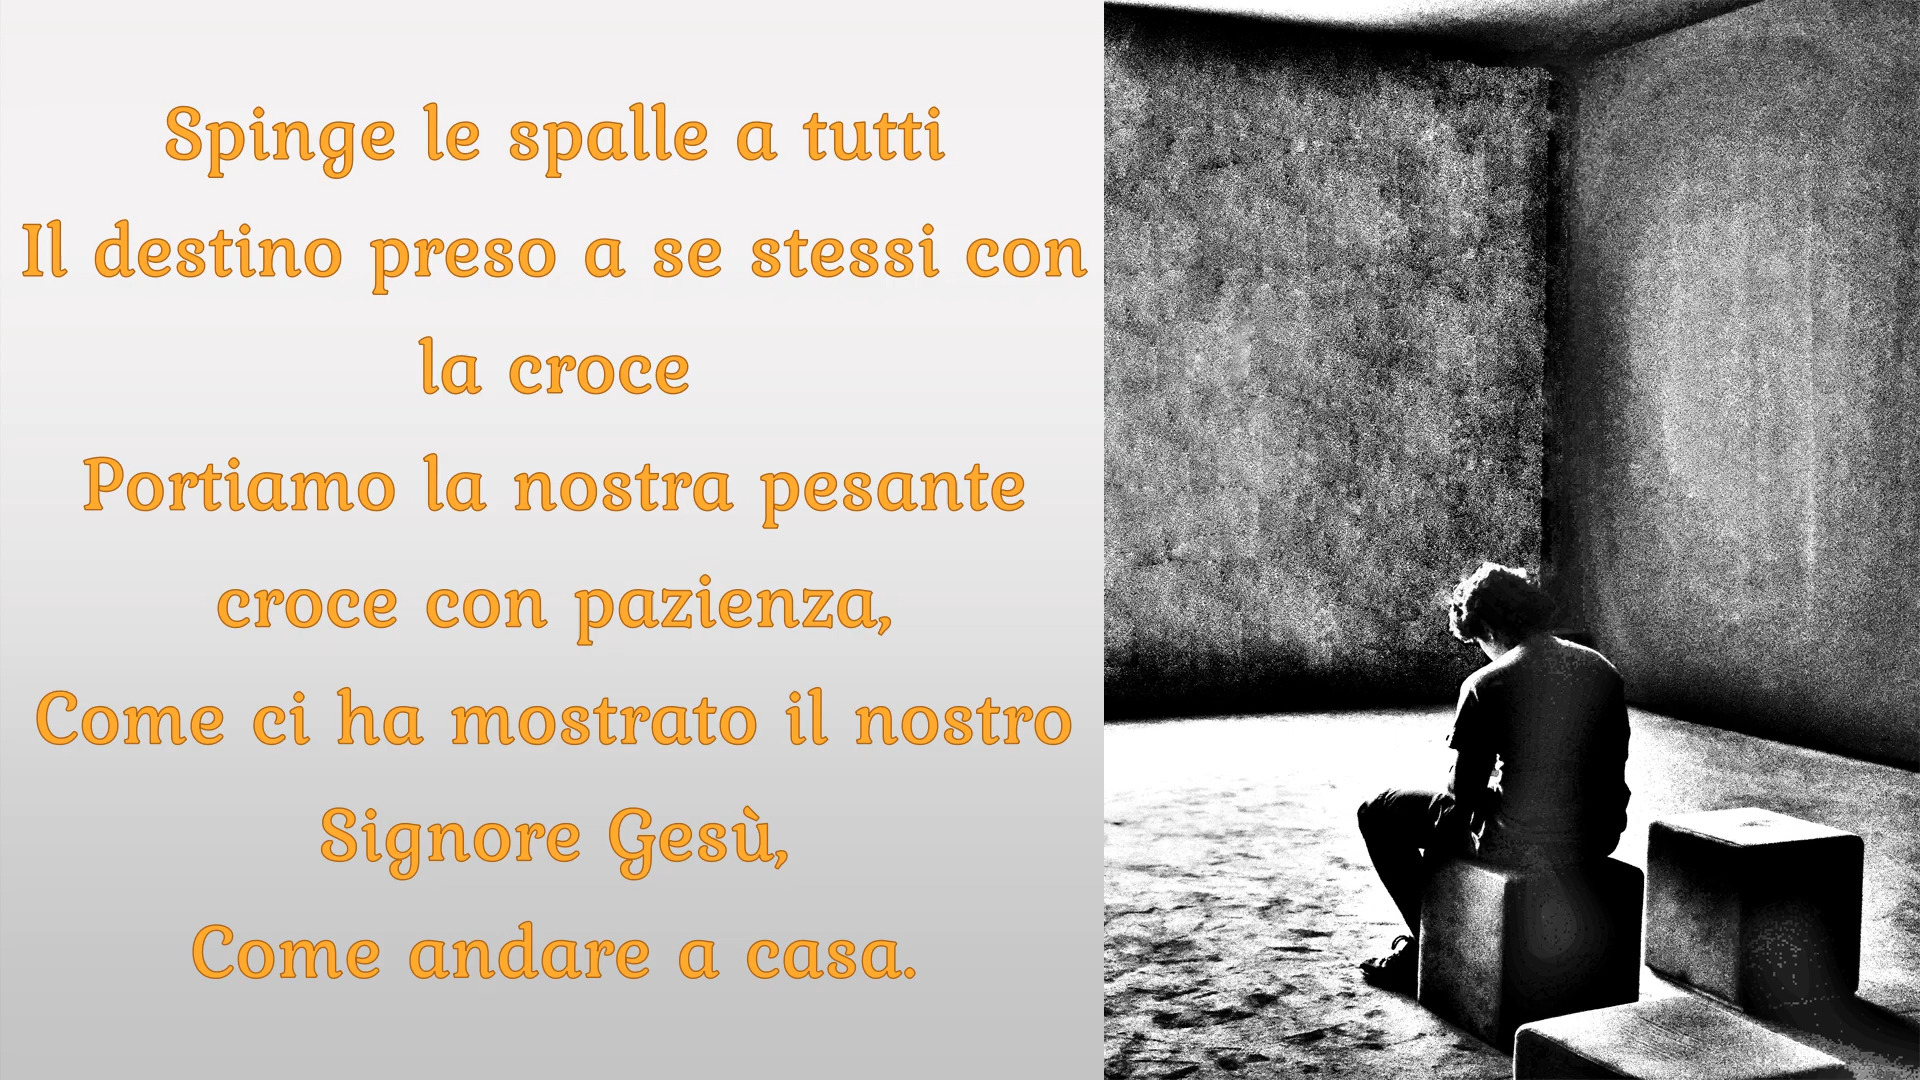 Spinge le spalle a tutti
Il destino preso a se stessi con
la croce
Portiamo la nostra pesante
croce con pazienza,
Come ci ha mostrato il nostro
Signore Gesù,
Come andare a casa.